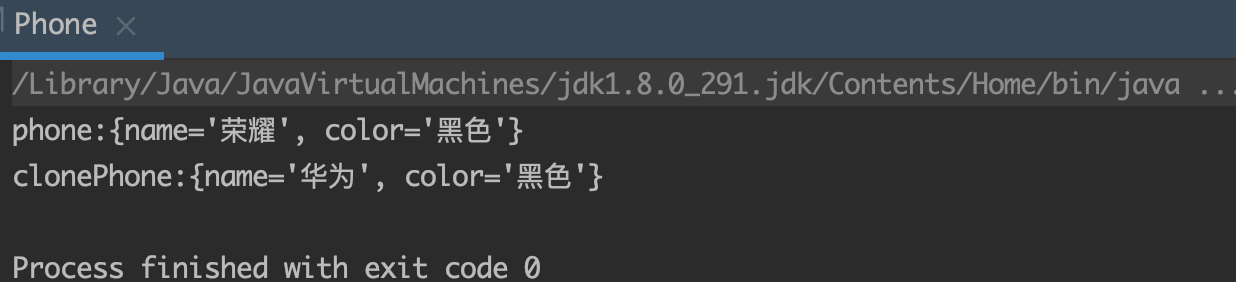 Phone
/Library/Java/JavaVirtualMachines/jdk1.8.0_291.jdk/Contents/Home/bin/java ...
phone:{name='荣耀', color='黑色'}
clonePhone:{name='华为', color='黑色'}
Process finished with exit code 0